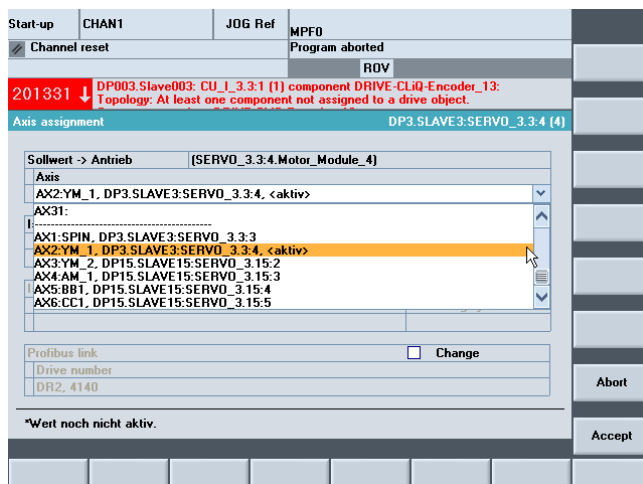 Start-up CHAN1 JOG Ref MPF0
Channel reset Program aborted
ROV
201331 DP003.Slave003: CU_I_3.3:1 (1) component DRIVE-CLiQ-Encoder_13:
Topology: At least one component not assigned to a drive object.
Axis assignment DP3.SLAVE3:SERVO_3.3:4 (4)
Sollwert -> Antrieb (SERVO_3.3:4.Motor_Module_4)
Axis
AX2:YM_1, DP3.SLAVE3:SERVO_3.3:4, <aktiv>
AX31:
----------------------------------------
AX1:SPIN, DP3.SLAVE3:SERVO_3.3:3
AX2:YM_1, DP3.SLAVE3:SERVO_3.3:4, <aktiv>
AX3:YM_2, DP15.SLAVE15:SERVO_3.15:2
AX4:AM_1, DP15.SLAVE15:SERVO_3.15:3
AX5:BB1, DP15.SLAVE15:SERVO_3.15:4
AX6:CC1, DP15.SLAVE15:SERVO_3.15:5
Profibus link Change
Drive number
DR2, 4140
Abort
*Wert noch nicht aktiv.
Accept